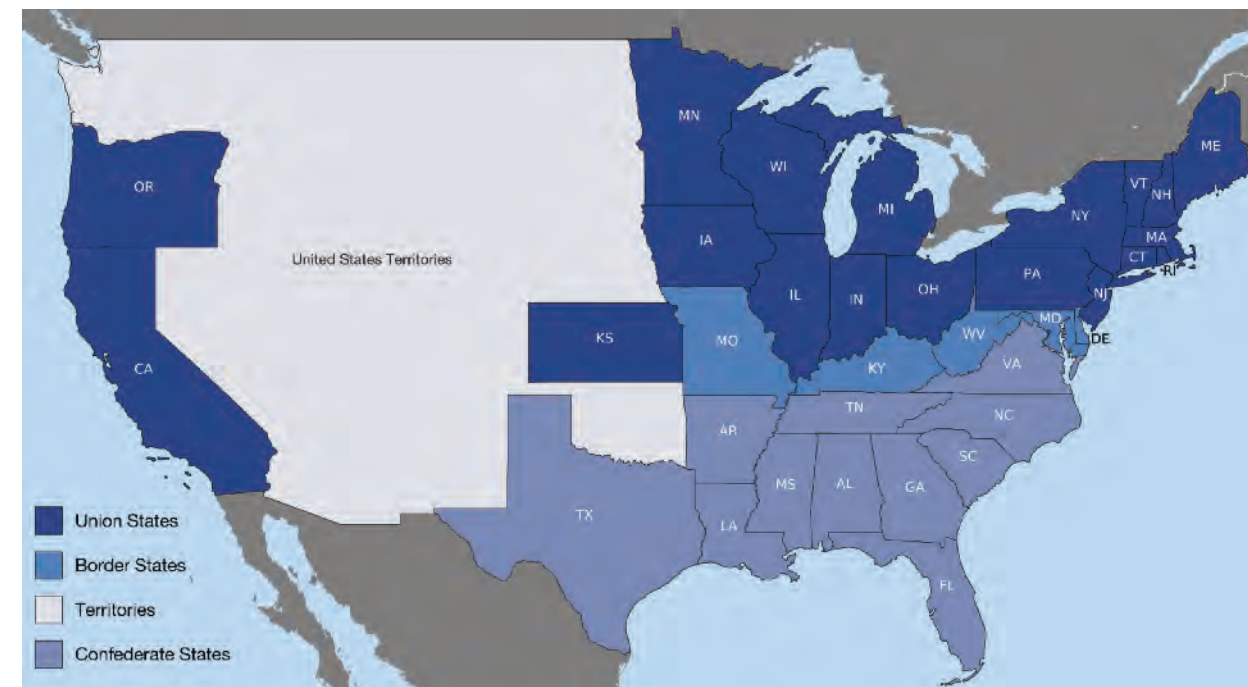 MN
ME
WI
VT
NH
OR
MI
NY
MA
IA
CT
RI
PA
United States Territories
OH
NJ
IL
IN
MD
WV
DE
KS
MO
VA
CA
KY
TN
NC
AR
SC
MS
AL
GA
TX
LA
FL
Union States
Border States
Territories
Confederate States